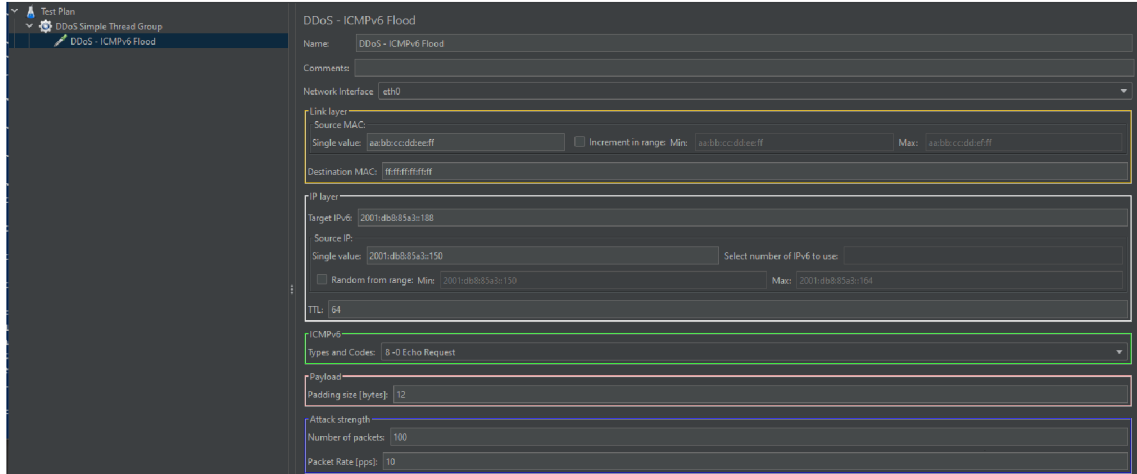 Test Plan
DDoS Simple Thread Group
DDoS - ICMPv6 Flood
DDoS - ICMPv6 Flood
Name: DDoS - ICMPv6 Flood
Comments:
Network Interface eth0
Link layer
Source MAC:
Single value: aa:bb:cc:dd:ee:ff Increment in range: Min: aa:bb:cc:dd:ee:ff Max: aa:bb:cc:dd:ef:ff
Destination MAC: ff:ff:ff:ff:ff:ff
IP layer
Target IPv6: 2001:db8:85a3::188
Source IP:
Single value: 2001:db8:85a3::150 Select number of IPv6 to use:
Random from range: Min: 2001:db8:85a3::150 Max: 2001:db8:85a3::164
TTL: 64
ICMPv6
Types and Codes: 8 -0 Echo Request
Payload
Padding size [bytes]: 12
Attack strength
Number of packets: 100
Packet Rate [pps]: 10